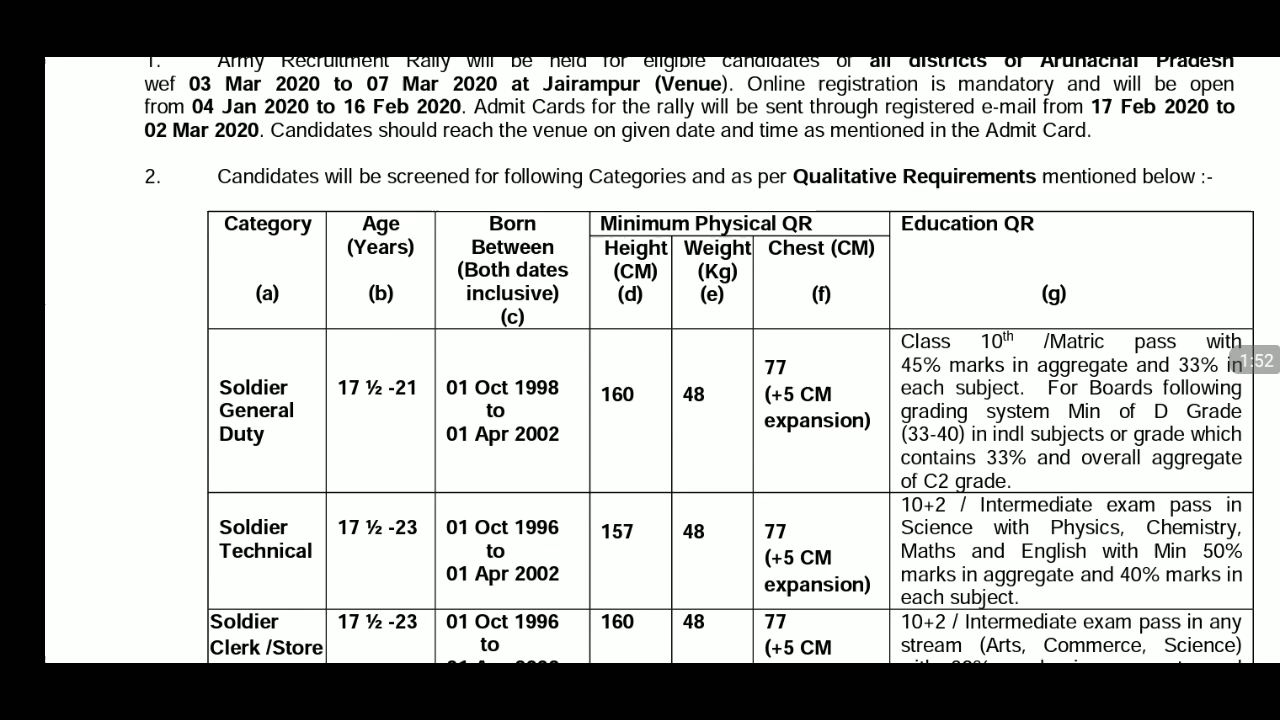 1. Army Recruitment Rally will be held for eligible candidates of all districts of Arunachal Pradesh
wef 03 Mar 2020 to 07 Mar 2020 at Jairampur (Venue). Online registration is mandatory and will be open
from 04 Jan 2020 to 16 Feb 2020. Admit Cards for the rally will be sent through registered e-mail from 17 Feb 2020 to
02 Mar 2020. Candidates should reach the venue on given date and time as mentioned in the Admit Card.
2. Candidates will be screened for following Categories and as per Qualitative Requirements mentioned below :-
Category
(a)
Age
(Years)
(b)
Born
Between
(Both dates
inclusive)
(c)
Minimum Physical QR
Height
(CM)
(d)
Weight
(Kg)
(e)
Chest (CM)
(f)
Education QR
(g)
Soldier
General
Duty
17 ½ -21
01 Oct 1998
to
01 Apr 2002
160
48
77
(+5 CM
expansion)
Class 10th /Matric pass with
45% marks in aggregate and 33% in
each subject. For Boards following
grading system Min of D Grade
(33-40) in indl subjects or grade which
contains 33% and overall aggregate
of C2 grade.
Soldier
Technical
17 ½ -23
01 Oct 1996
to
01 Apr 2002
157
48
77
(+5 CM
expansion)
10+2 / Intermediate exam pass in
Science with Physics, Chemistry,
Maths and English with Min 50%
marks in aggregate and 40% marks in
each subject.
Soldier
Clerk /Store
17 ½ -23
01 Oct 1996
to
160
48
77
(+5 CM
10+2 / Intermediate exam pass in any
stream (Arts, Commerce, Science)
1:52